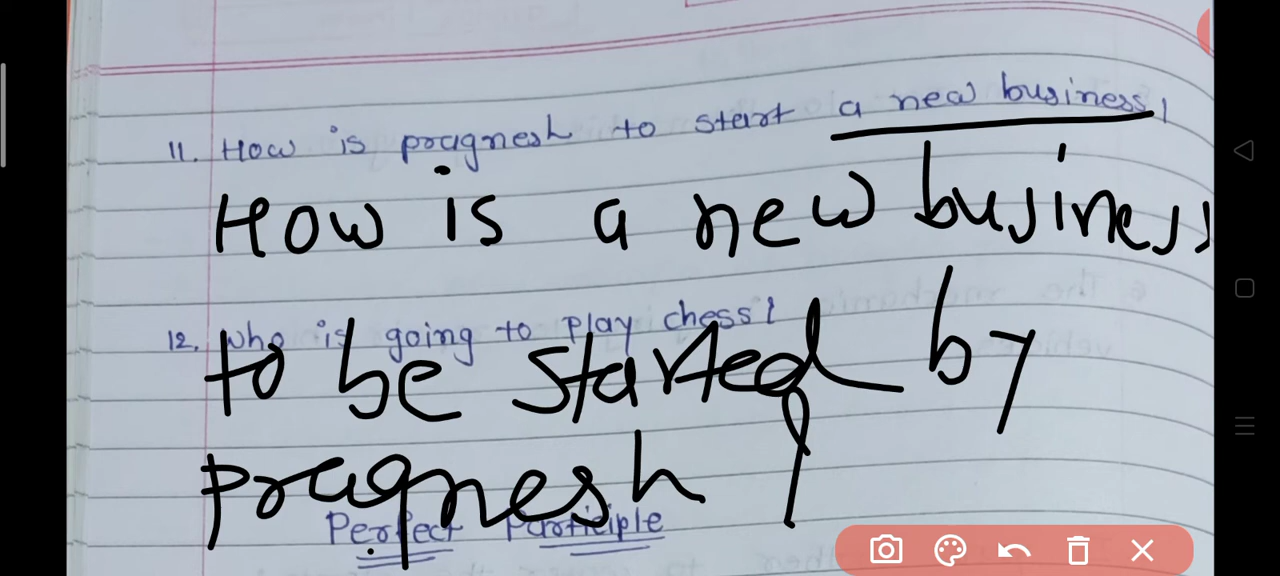 11. How is pragnesh to start a new business?
How is a new business
12. Who is going to play chess?
to be started by
pragnesh ?
Perfect Participle